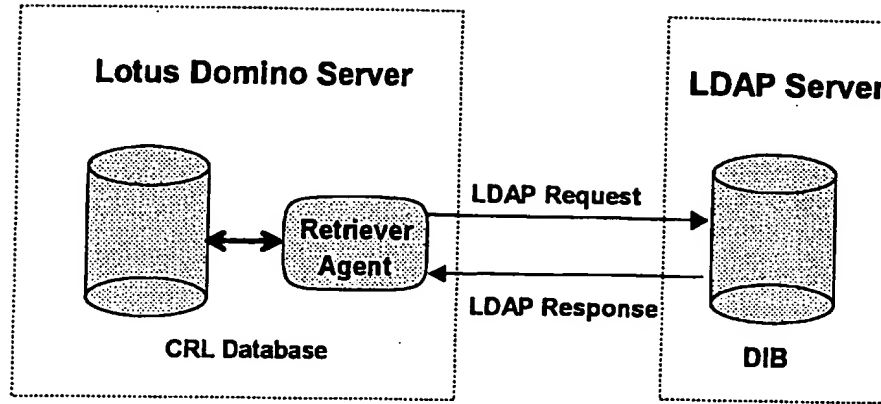 Lotus Domino Server
LDAP Server
LDAP Request
Retriever
Agent
LDAP Response
CRL Database
DIB